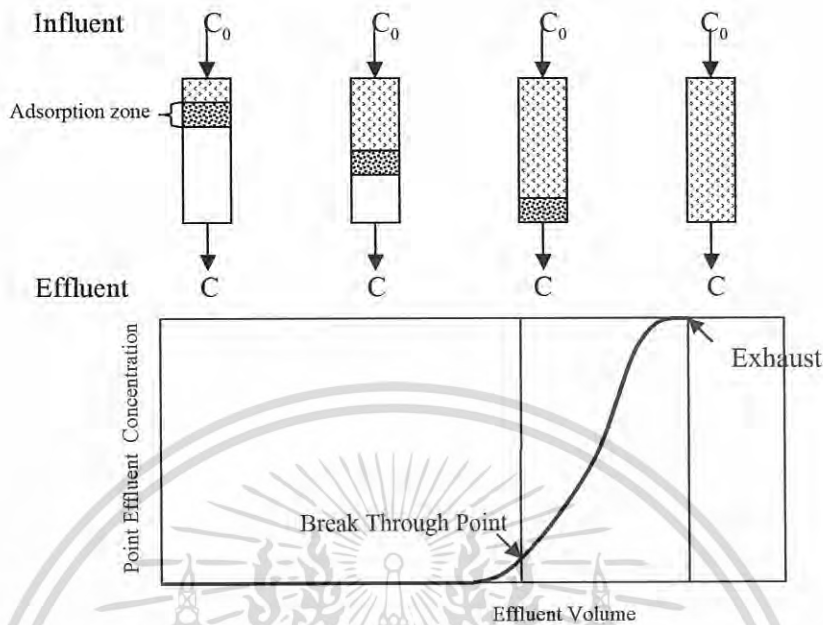 Influent C₀ C₀ C₀ C₀
Adsorption zone
Effluent C C C C
Point Effluent Concentration
Exhaust
Break Through Point
Effluent Volume